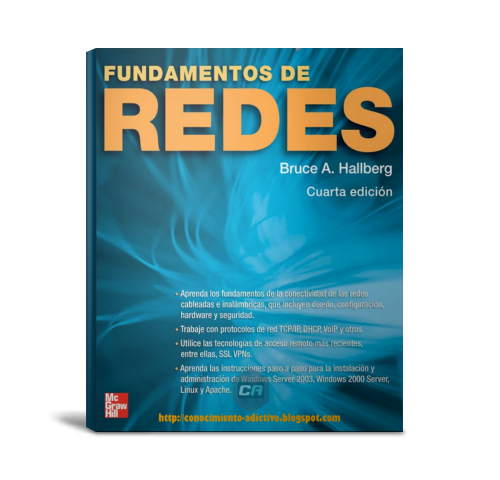 FUNDAMENTOS DE
REDES
Bruce A. Hallberg
Cuarta edición
• Aprenda los fundamentos de la conectividad de las redes
cableadas e inalámbricas, que incluyen diseño, configuración,
hardware y seguridad.
• Trabaje con protocolos de red TCP/IP, DHCP, VoIP y otros.
• Utilice las tecnologías de acceso remoto más recientes,
entre ellas, SSL VPNs.
• Aprenda las instrucciones paso a paso para la instalación y
administración de Windows Server 2003, Windows 2000 Server,
Linux y Apache.
CA
Mc
Graw
Hill
http://conocimiento-adictivo.blogspot.com